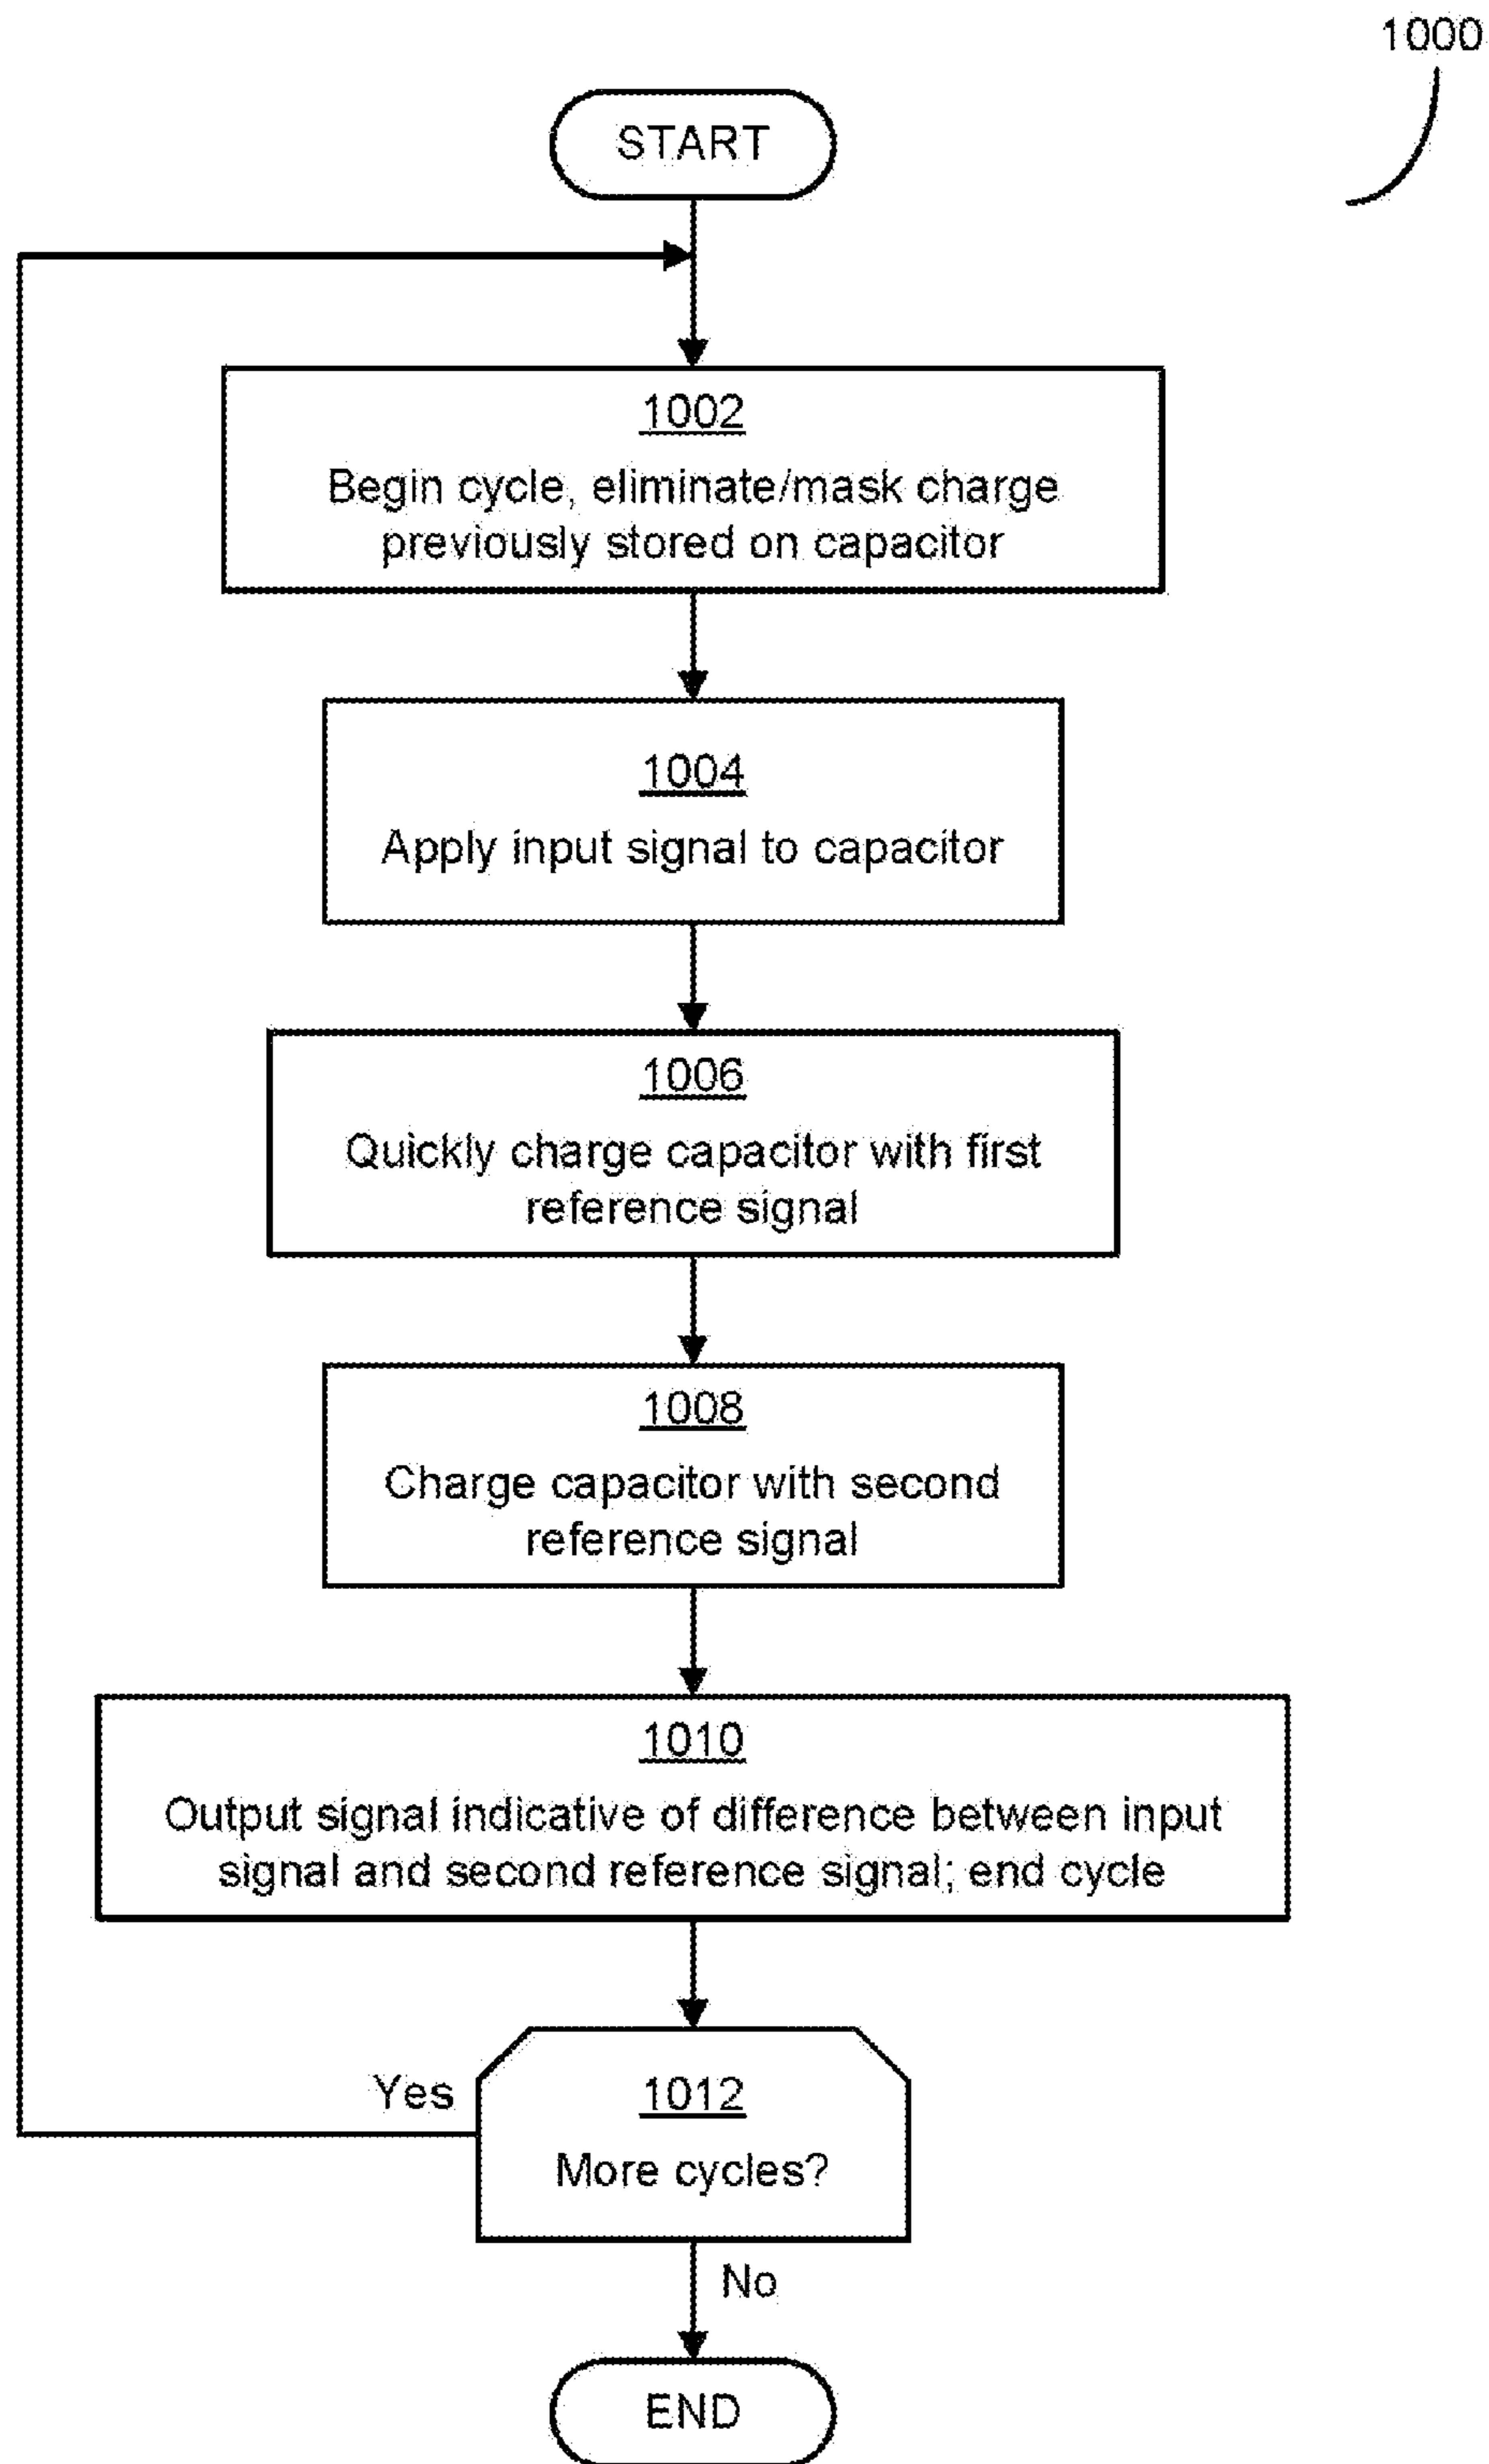 1000
START
1002
Begin cycle, eliminate/mask charge
previously stored on capacitor
1004
Apply input signal to capacitor
1006
Quickly charge capacitor with first
reference signal
1008
Charge capacitor with second
reference signal
1010
Output signal indicative of difference between input
signal and second reference signal; end cycle
Yes
1012
More cycles?
No
END